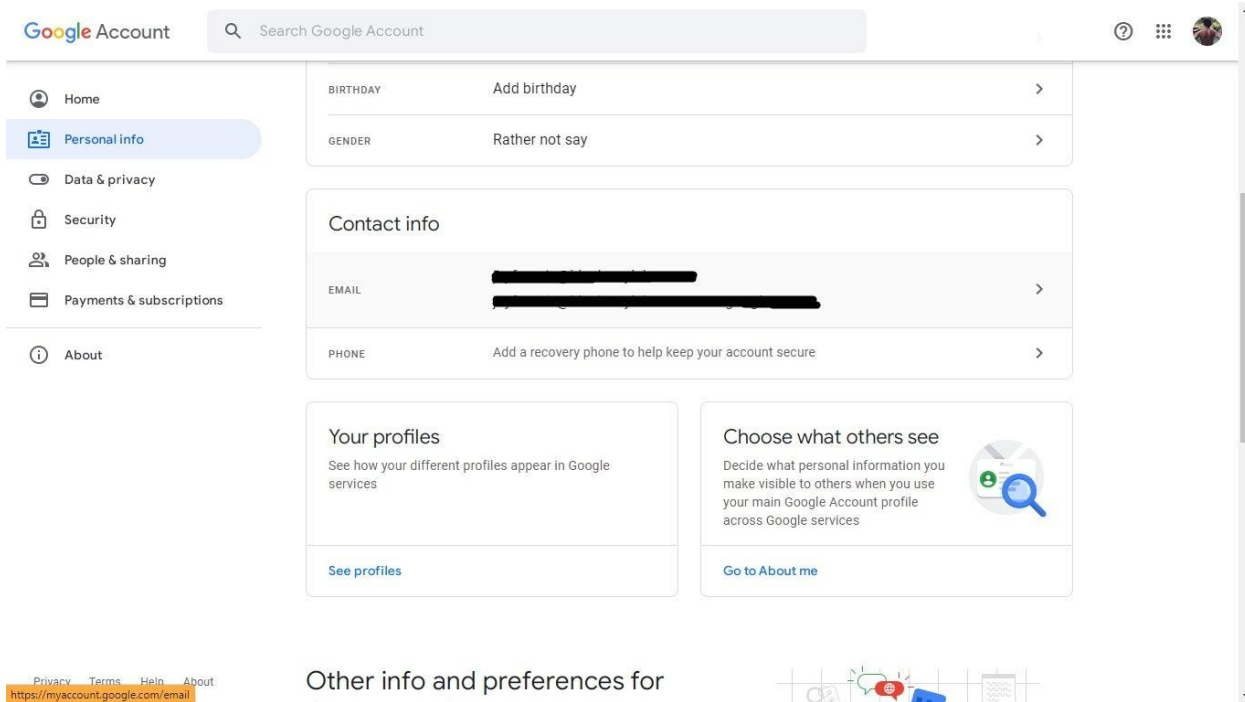 Google Account
Search Google Account
Home
Personal info
Data & privacy
Security
People & sharing
Payments & subscriptions
About
BIRTHDAY Add birthday
GENDER Rather not say
Contact info
EMAIL
PHONE Add a recovery phone to help keep your account secure
Your profiles
See how your different profiles appear in Google
services
See profiles
Choose what others see
Decide what personal information you
make visible to others when you use
your main Google Account profile
across Google services
Go to About me
Other info and preferences for
Privacy Terms Help About
https://myaccount.google.com/email